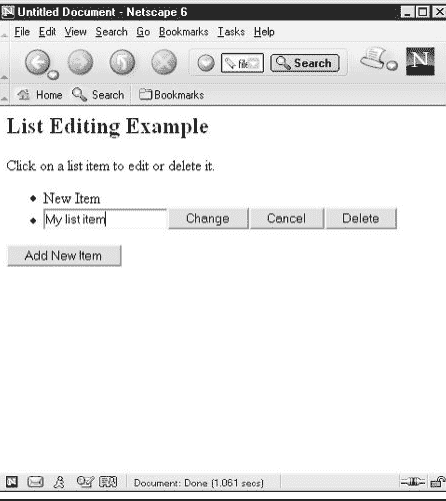 Untitled Document - Netscape 6
File Edit View Search Go Bookmarks Tasks Help
file Search
N
Home Search Bookmarks
List Editing Example
Click on a list item to edit or delete it.
New Item
My list item Change Cancel Delete
Add New Item
Document: Done (1.061 secs)